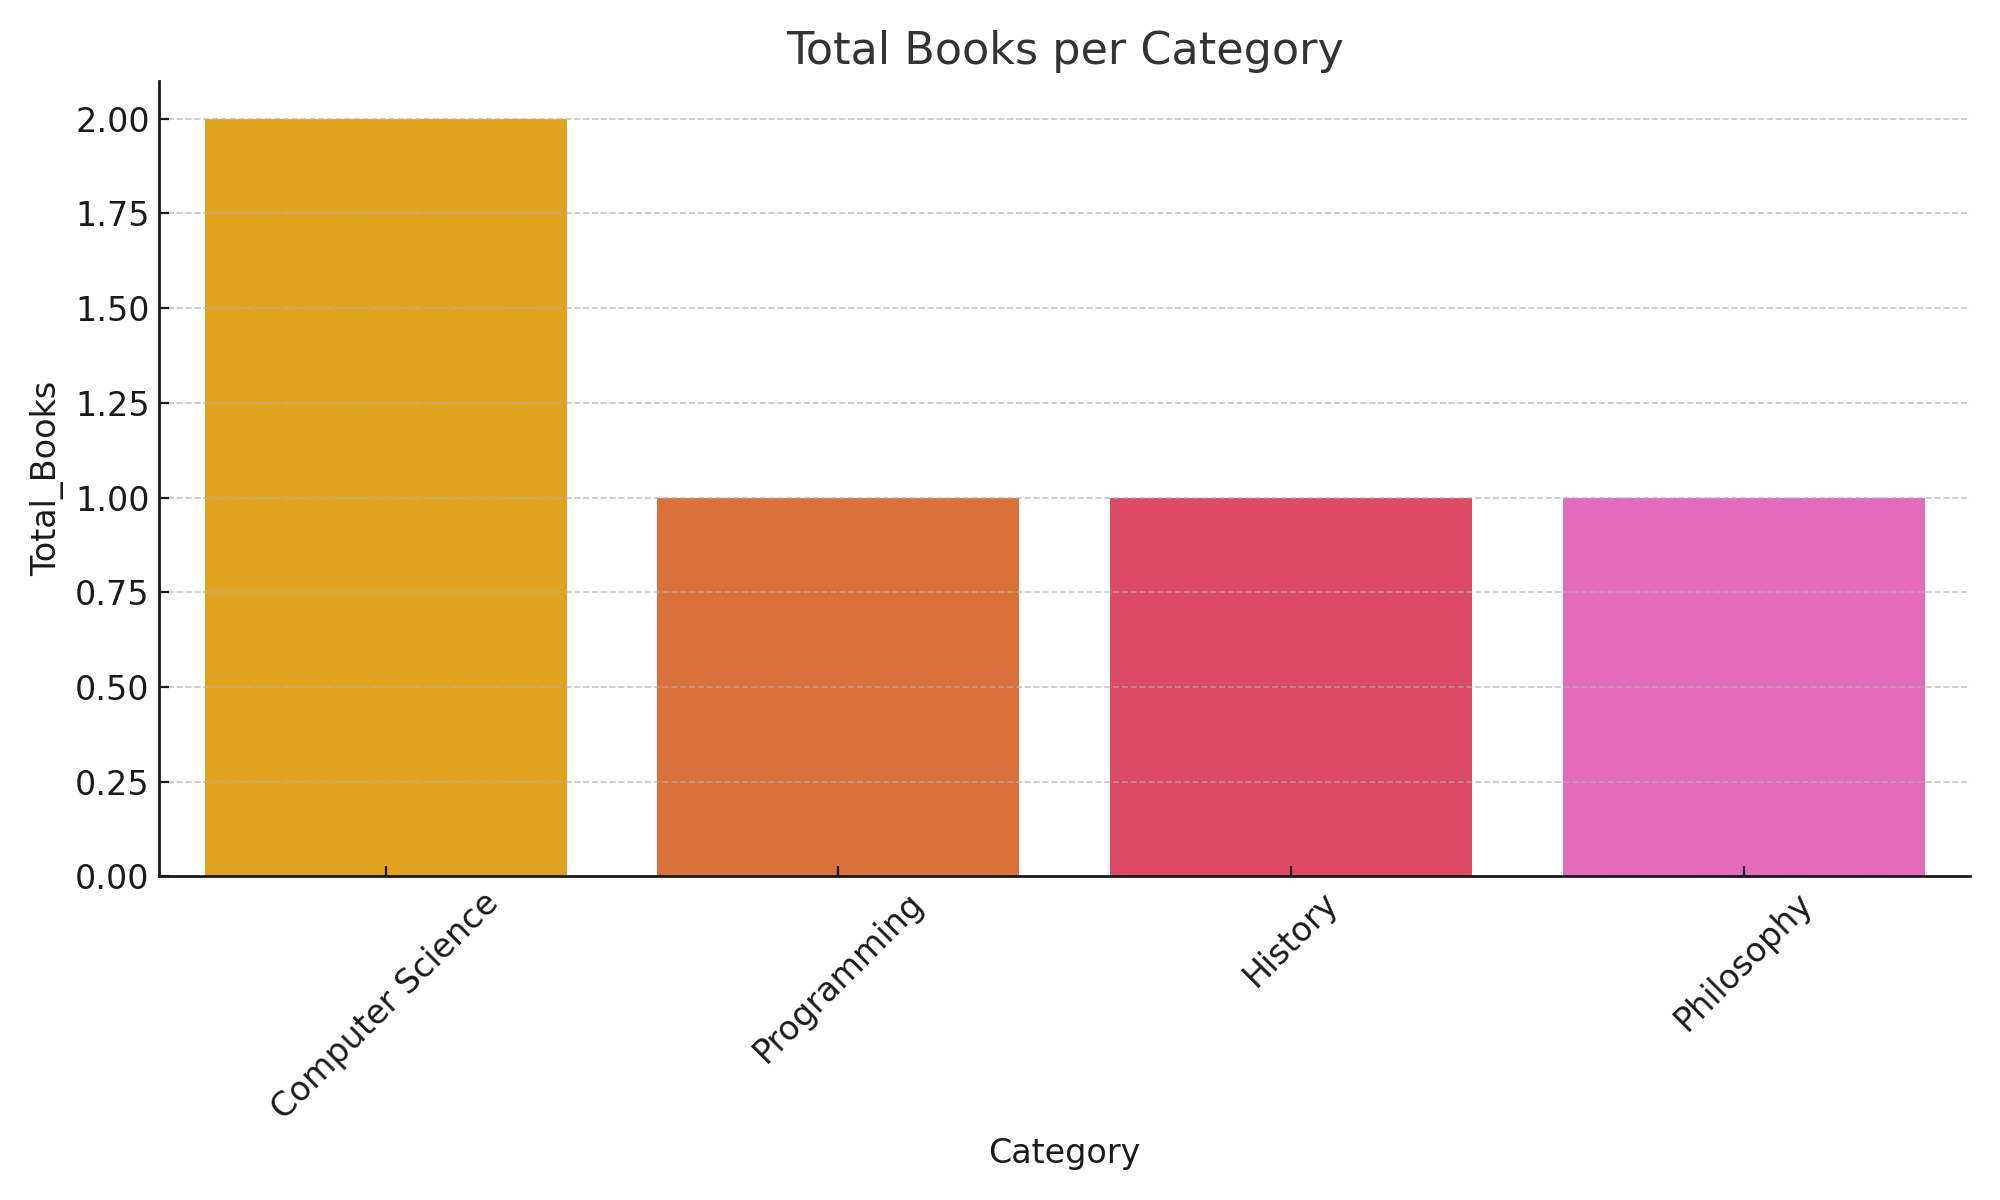 Total Books per Category
Total_Books
2.00
1.75
1.50
1.25
1.00
0.75
0.50
0.25
0.00
Computer Science
Programming
History
Philosophy
Category